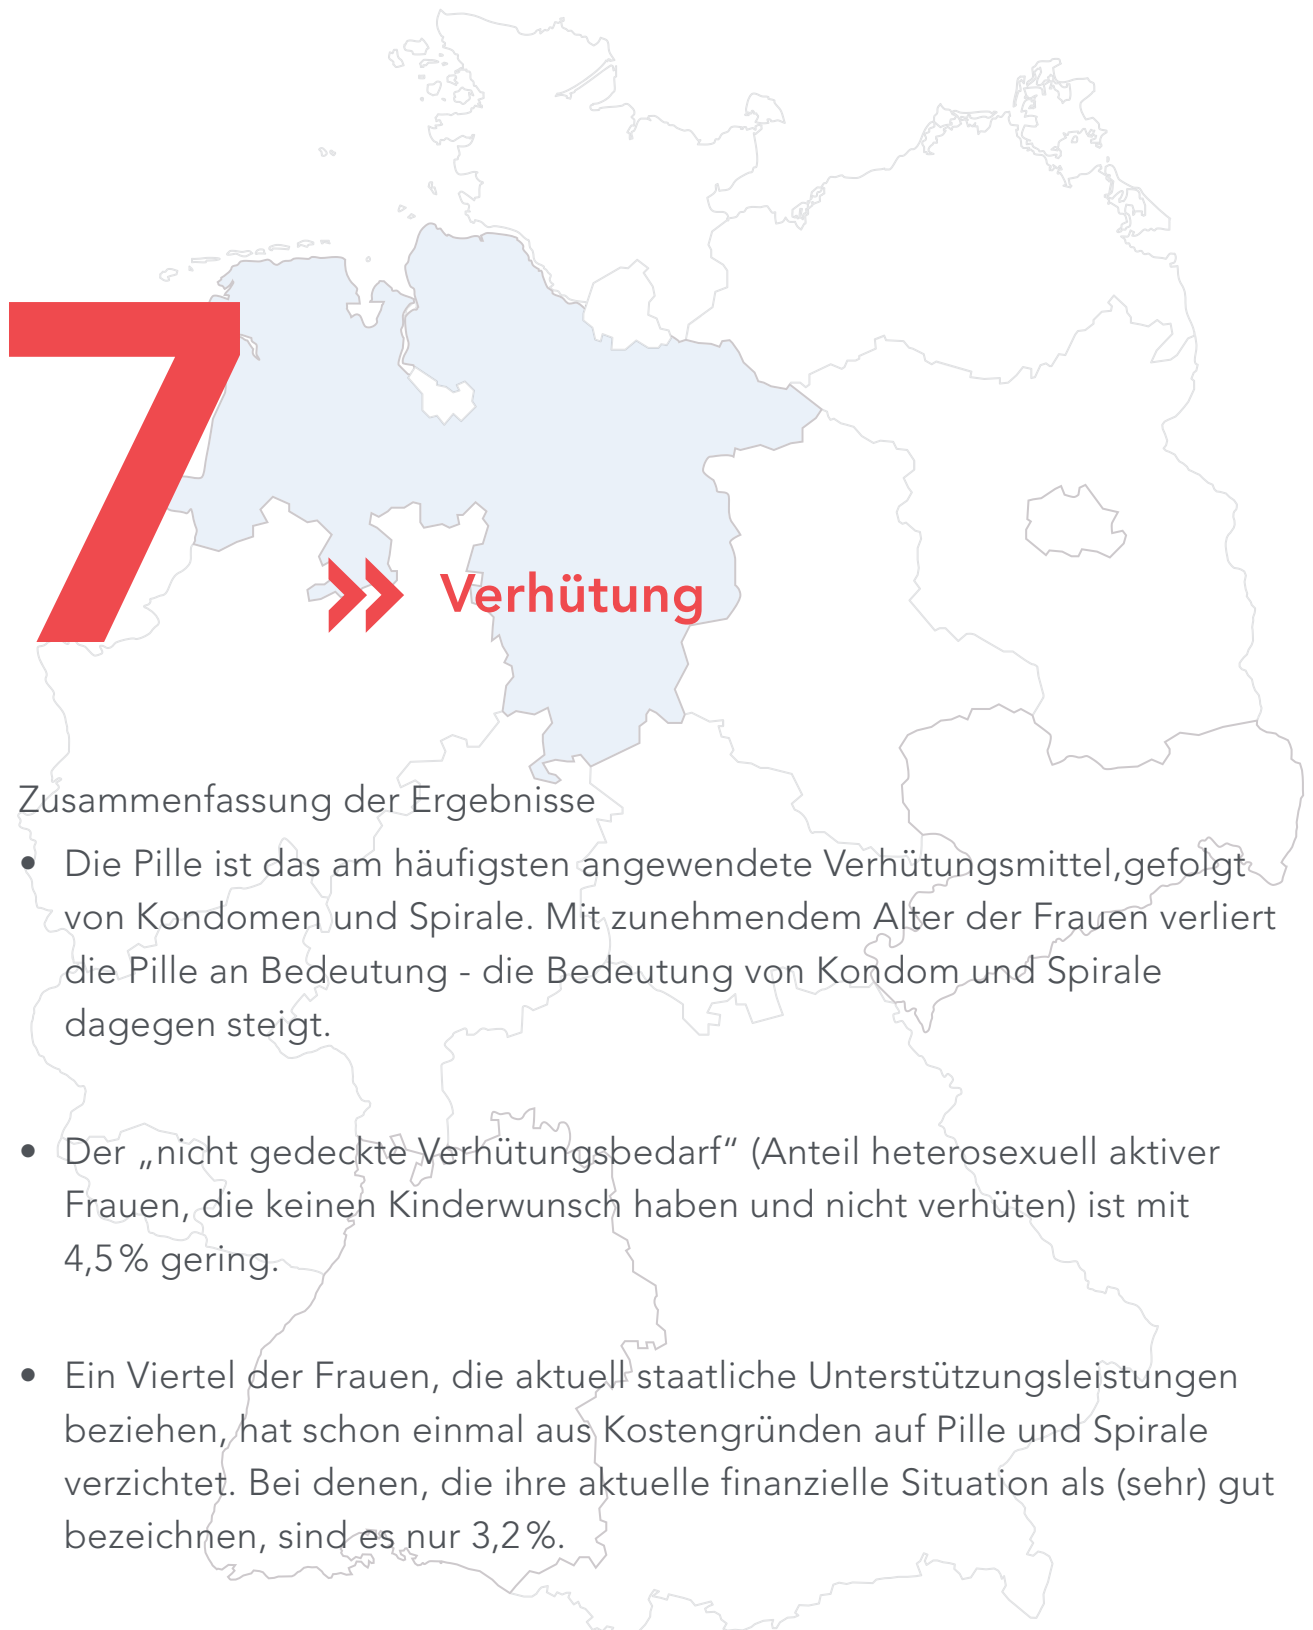 7
Verhütung
Zusammenfassung der Ergebnisse
• Die Pille ist das am häufigsten angewendete Verhütungsmittel,gefolgt
von Kondomen und Spirale. Mit zunehmendem Alter der Frauen verliert
die Pille an Bedeutung - die Bedeutung von Kondom und Spirale
dagegen steigt.
• Der „nicht gedeckte Verhütungsbedarf“ (Anteil heterosexuell aktiver
Frauen, die keinen Kinderwunsch haben und nicht verhüten) ist mit
4,5 % gering.
• Ein Viertel der Frauen, die aktuell staatliche Unterstützungsleistungen
beziehen, hat schon einmal aus Kostengründen auf Pille und Spirale
verzichtet. Bei denen, die ihre aktuelle finanzielle Situation als (sehr) gut
bezeichnen, sind es nur 3,2 %.